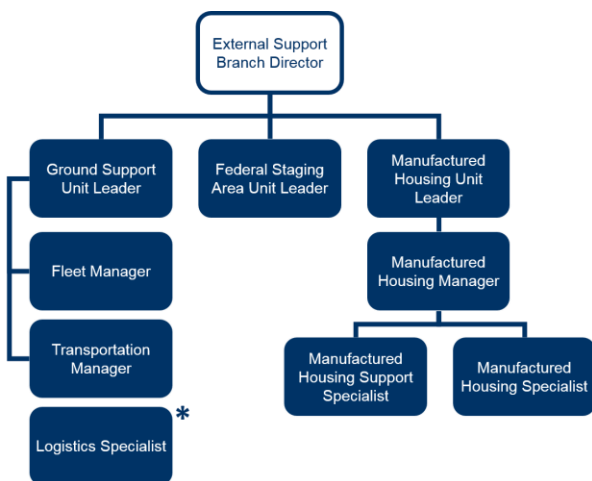 External Support
Branch Director
Ground Support
Unit Leader
Federal Staging
Area Unit Leader
Manufactured
Housing Unit
Leader
Fleet Manager
Manufactured
Housing Manager
Transportation
Manager
Manufactured
Housing Support
Specialist
Manufactured
Housing Specialist
Logistics Specialist
*